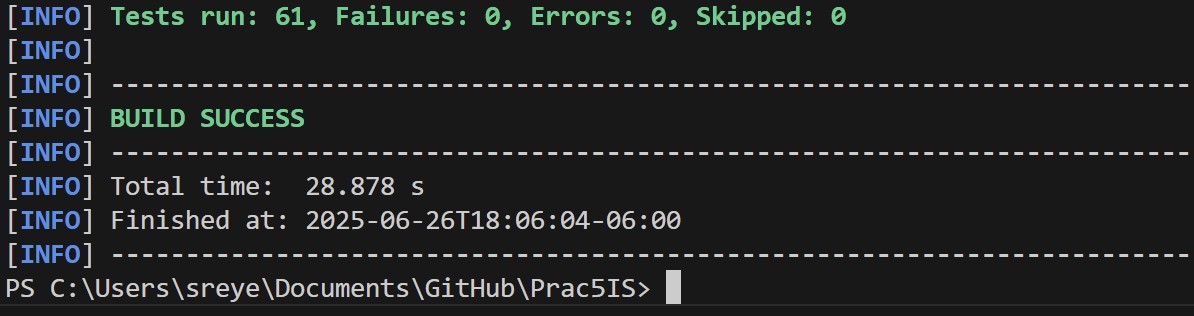 [INFO] Tests run: 61, Failures: 0, Errors: 0, Skipped: 0
[INFO]
[INFO] ------------------------------------------------------------------------
[INFO] BUILD SUCCESS
[INFO] ------------------------------------------------------------------------
[INFO] Total time:  28.878 s
[INFO] Finished at: 2025-06-26T18:06:04-06:00
[INFO] ------------------------------------------------------------------------
PS C:\Users\sreye\Documents\GitHub\Prac5IS>